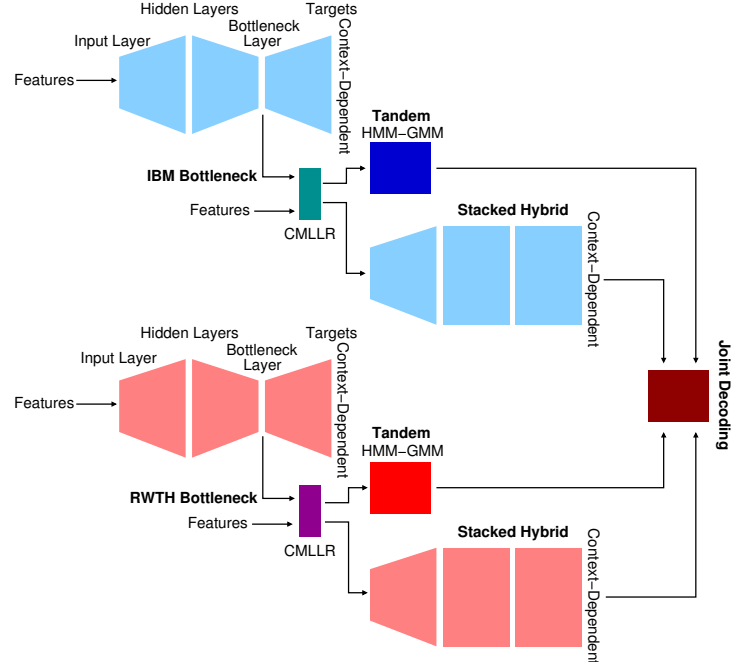 Hidden Layers
Bottleneck
Layer
Targets
Input Layer
Context-Dependent
Features
Tandem
HMM-GMM
IBM Bottleneck
Features
CMLLR
Stacked Hybrid
Context-Dependent
Hidden Layers
Bottleneck
Layer
Targets
Input Layer
Context-Dependent
Features
Joint Decoding
Tandem
HMM-GMM
RWTH Bottleneck
Features
CMLLR
Stacked Hybrid
Context-Dependent